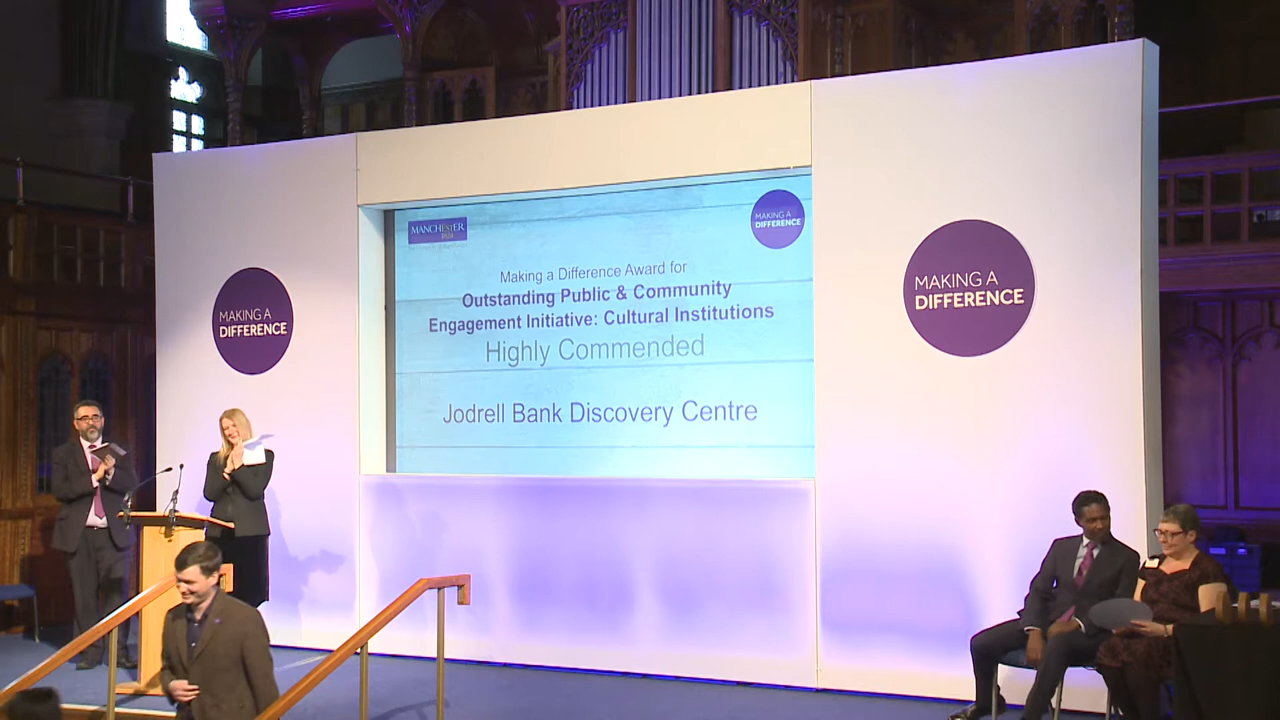 MANCHESTER
1824
MAKING A
DIFFERENCE
Making a Difference Award for
Outstanding Public & Community
Engagement Initiative: Cultural Institutions
Highly Commended
Jodrell Bank Discovery Centre
MAKING A
DIFFERENCE
MAKING A
DIFFERENCE